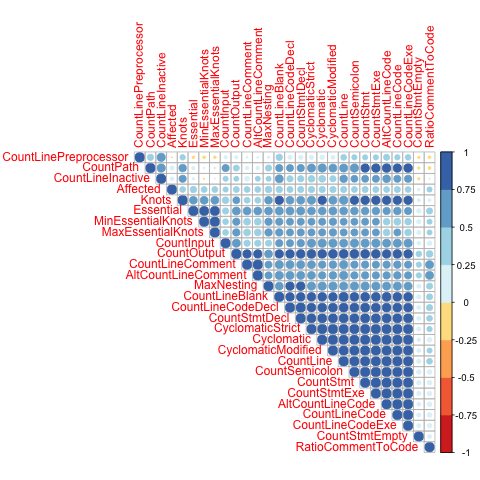 CountLinePreprocessor
CountPath
CountLineInactive
Affected
Knots
Essential
MinEssentialKnots
MaxEssentialKnots
CountInput
CountOutput
CountLineComment
AltCountLineComment
MaxNesting
CountLineBlank
CountLineCodeDecl
CountStmtDecl
CyclomaticStrict
Cyclomatic
CyclomaticModified
CountLine
CountSemicolon
CountStmt
CountStmtExe
AltCountLineCode
CountLineCode
CountLineCodeExe
CountStmtEmpty
RatioCommentToCode
CountLinePreprocessor
CountPath
CountLineInactive
Affected
Knots
Essential
MinEssentialKnots
MaxEssentialKnots
CountInput
CountOutput
CountLineComment
AltCountLineComment
MaxNesting
CountLineBlank
CountLineCodeDecl
CountStmtDecl
CyclomaticStrict
Cyclomatic
CyclomaticModified
CountLine
CountSemicolon
CountStmt
CountStmtExe
AltCountLineCode
CountLineCode
CountLineCodeExe
CountStmtEmpty
RatioCommentToCode
1
0.75
0.5
0.25
0
-0.25
-0.5
-0.75
-1